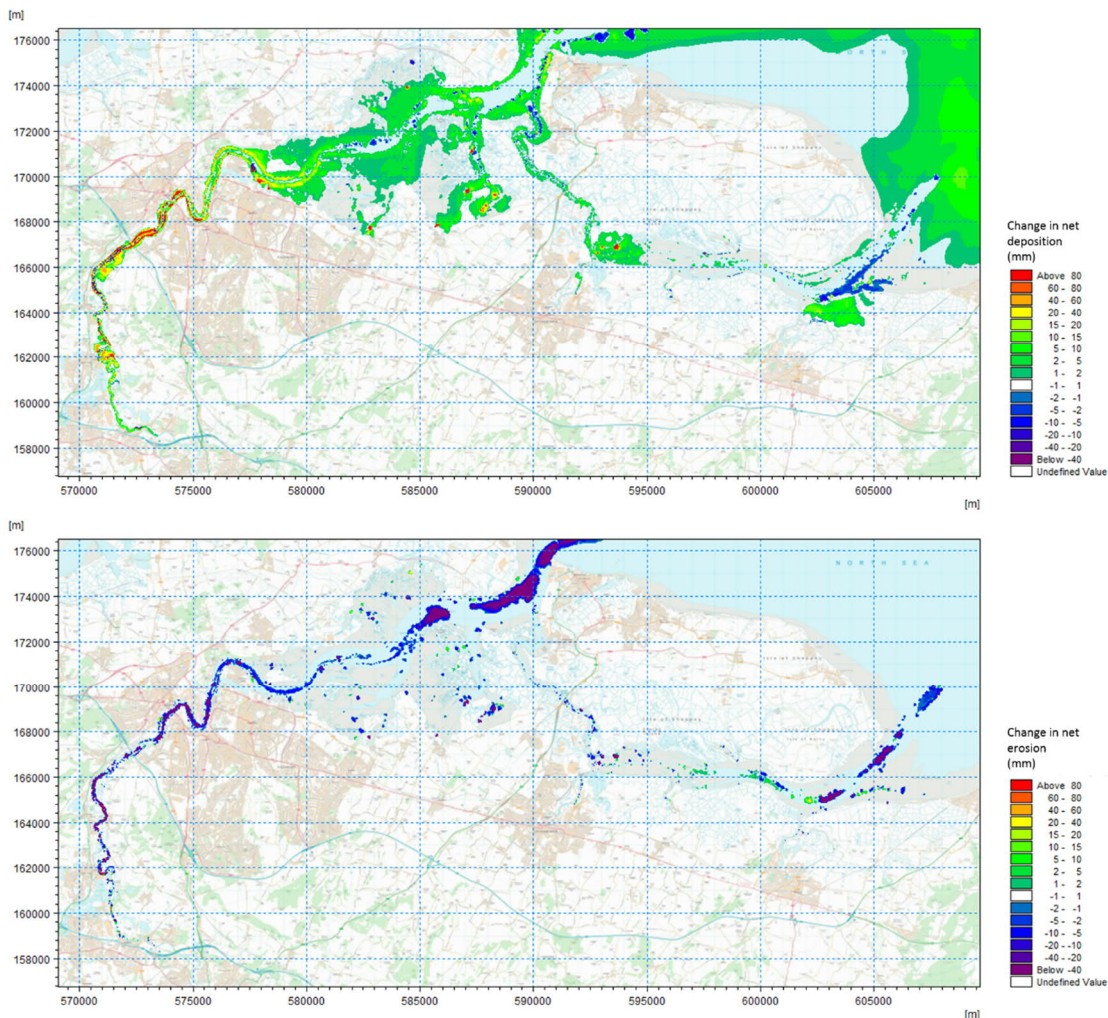 [m]
176000
174000
172000
170000
168000
166000
164000
162000
160000
158000
570000 575000 580000 585000 590000 595000 600000 605000
[m]
Change in net
deposition
(mm)
Above 80
60 - 80
40 - 60
20 - 40
15 - 20
10 - 15
5 - 10
2 - 5
1 - 2
-1 - 1
-2 - -1
-5 - -2
-10 - -5
-20 - -10
-40 - -20
Below -40
Undefined Value
[m]
176000
174000
172000
170000
168000
166000
164000
162000
160000
158000
NORTH SEA
570000 575000 580000 585000 590000 595000 600000 605000
[m]
Change in net
erosion
(mm)
Above 80
60 - 80
40 - 60
20 - 40
15 - 20
10 - 15
5 - 10
2 - 5
1 - 2
-1 - 1
-2 - -1
-5 - -2
-10 - -5
-20 - -10
-40 - -20
Below -40
Undefined Value